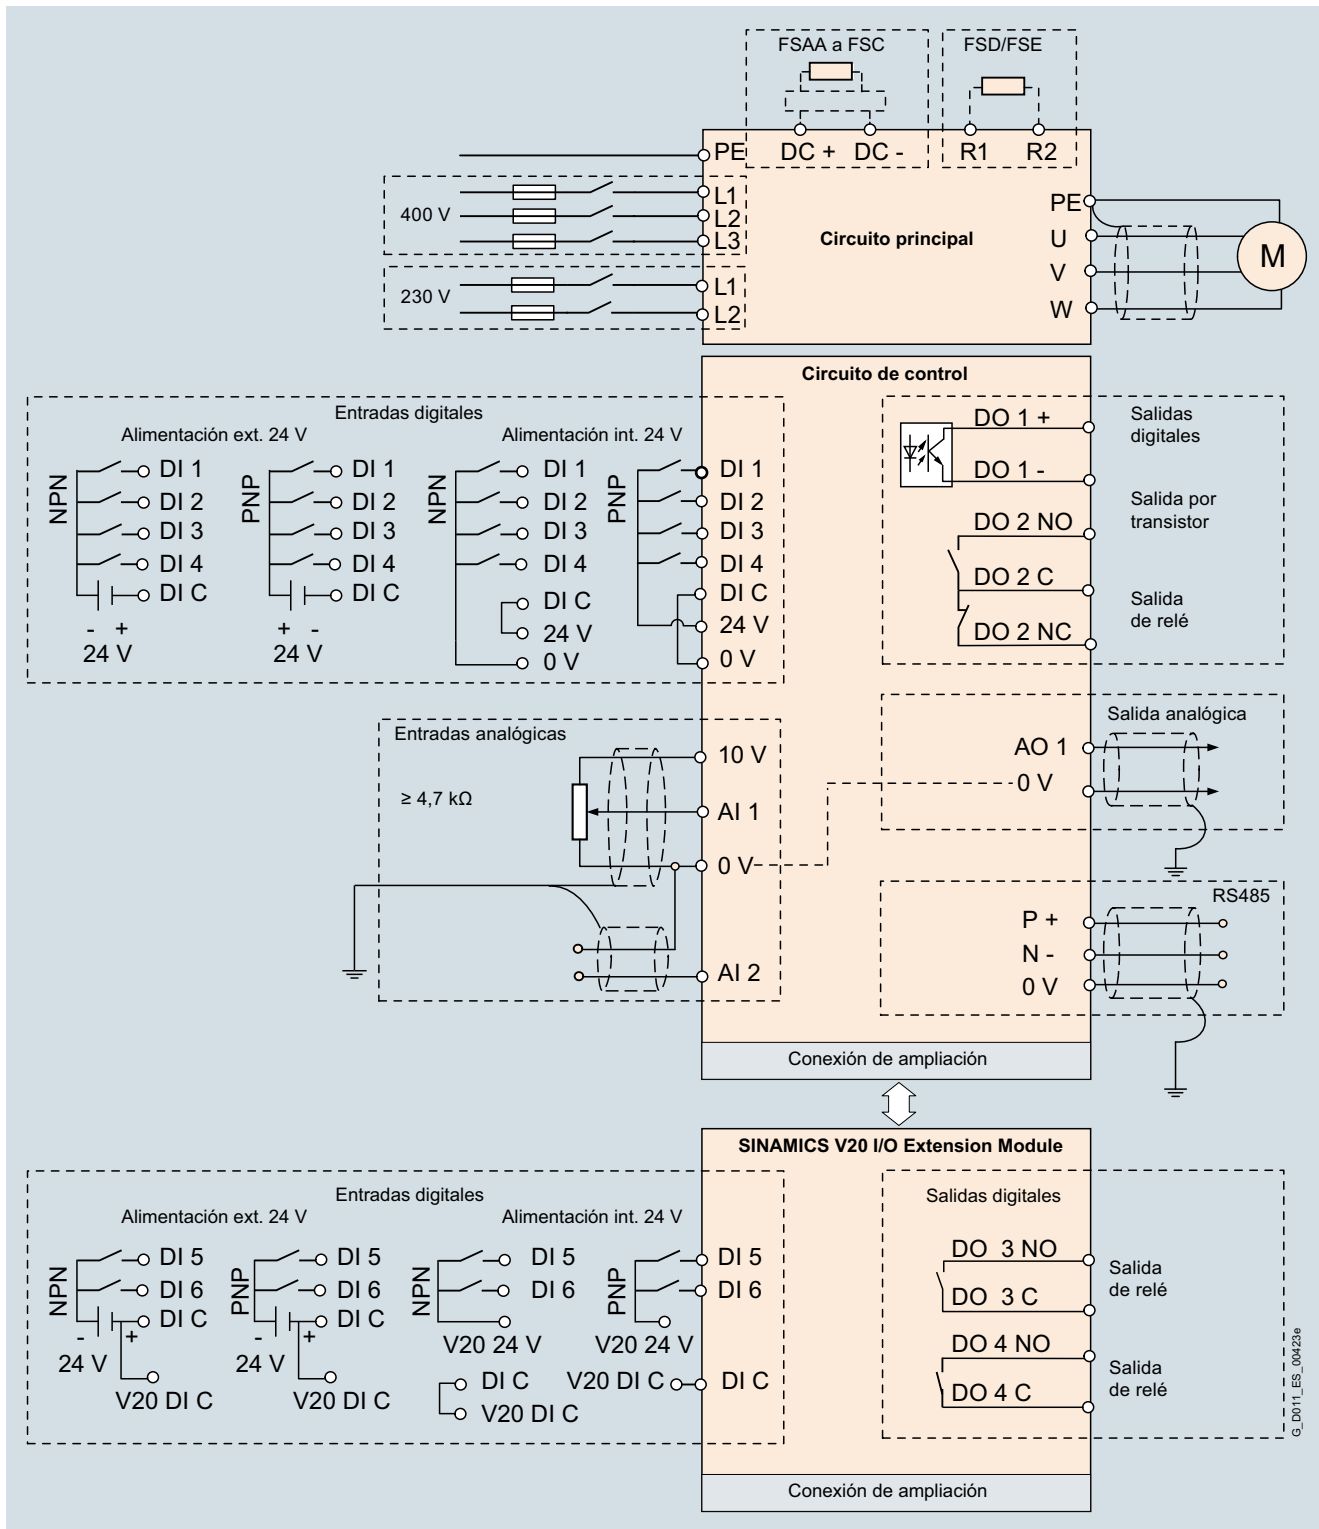 FSAA a FSC
FSD/FSE
PE
DC + DC -
R1 R2
400 V
L1
L2
L3
230 V
L1
L2
Circuito principal
PE
U
V
W
M
Circuito de control
Entradas digitales
Alimentación ext. 24 V
Alimentación int. 24 V
NPN
DI 1
DI 2
DI 3
DI 4
DI C
- +
24 V
PNP
DI 1
DI 2
DI 3
DI 4
DI C
+ -
24 V
NPN
DI 1
DI 2
DI 3
DI 4
DI C
24 V
0 V
PNP
DI 1
DI 2
DI 3
DI 4
DI C
24 V
0 V
DO 1 +
DO 1 -
DO 2 NO
DO 2 C
DO 2 NC
Salidas
digitales
Salida por
transistor
Salida
de relé
Entradas analógicas
≥ 4,7 kΩ
10 V
AI 1
0 V
AI 2
Salida analógica
AO 1
0 V
RS485
P +
N -
0 V
Conexión de ampliación
SINAMICS V20 I/O Extension Module
Entradas digitales
Alimentación ext. 24 V
Alimentación int. 24 V
NPN
DI 5
DI 6
DI C
- +
24 V
V20 DI C
PNP
DI 5
DI 6
DI C
- +
24 V
V20 DI C
NPN
DI 5
DI 6
V20 24 V
DI C
V20 DI C
PNP
DI 5
DI 6
V20 24 V
V20 DI C
DI C
Salidas digitales
DO 3 NO
DO 3 C
DO 4 NO
DO 4 C
Salida
de relé
Salida
de relé
Conexión de ampliación
G_D011_ES_00423e